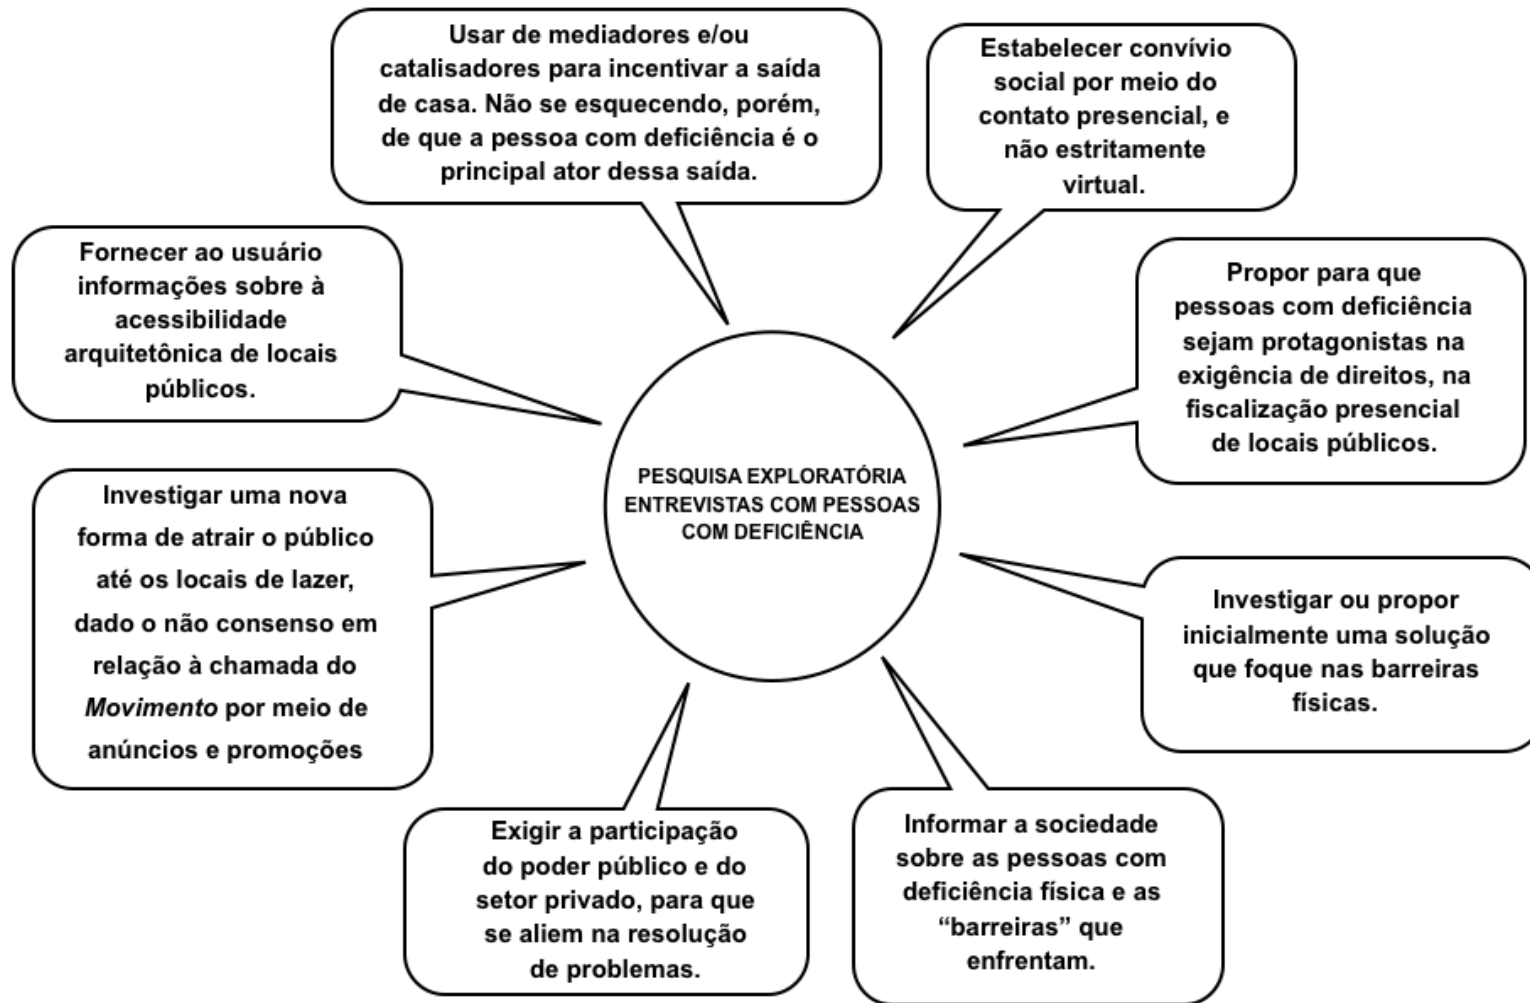 Usar de mediadores e/ou
catalisadores para incentivar a saída
de casa. Não se esquecendo, porém,
de que a pessoa com deficiência é o
principal ator dessa saída.
Estabelecer convívio
social por meio do
contato presencial, e
não estritamente
virtual.
Fornecer ao usuário
informações sobre à
acessibilidade
arquitetônica de locais
públicos.
Propor para que
pessoas com deficiência
sejam protagonistas na
exigência de direitos, na
fiscalização presencial
de locais públicos.
PESQUISA EXPLORATÓRIA
ENTREVISTAS COM PESSOAS
COM DEFICIÊNCIA
Investigar uma nova
forma de atrair o público
até os locais de lazer,
dado o não consenso em
relação à chamada do
Movimento por meio de
anúncios e promoções
Investigar ou propor
inicialmente uma solução
que foque nas barreiras
físicas.
Exigir a participação
do poder público e do
setor privado, para que
se aliem na resolução
de problemas.
Informar a sociedade
sobre as pessoas com
deficiência física e as
“barreiras” que
enfrentam.